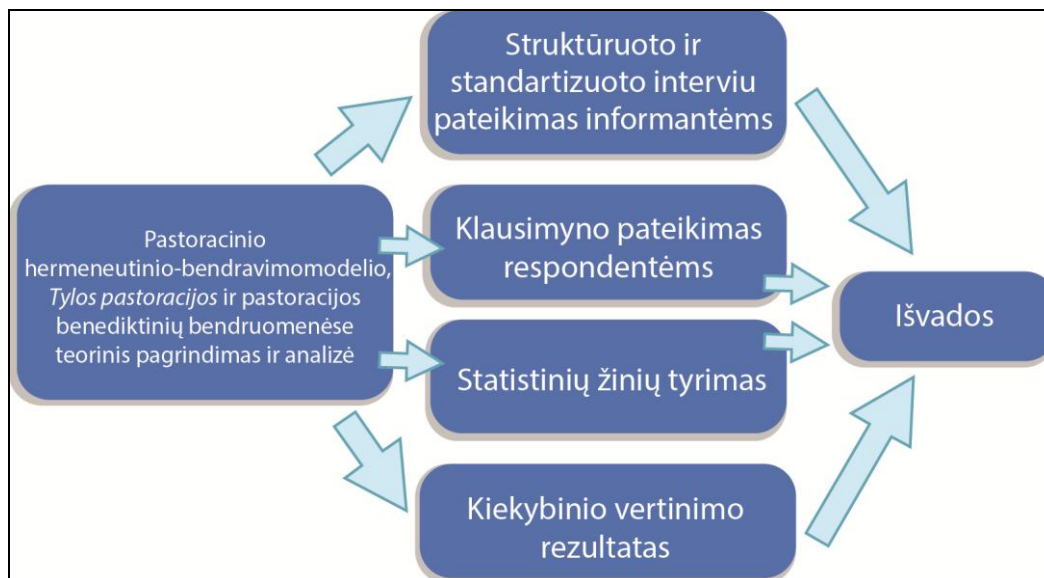 Struktūruoto ir
standartizuoto interviu
pateikimas informantėms
Pastoracinio
hermeneutinio-bendravimomodelio,
Tylos pastoracijos ir pastoracijos
benediktinių bendruomenėse
teorinis pagrindimas ir analizė
Klausimyno pateikimas
respondentėms
Statistinių žinių tyrimas
Kiekybinio vertinimo
rezultatas
Išvados